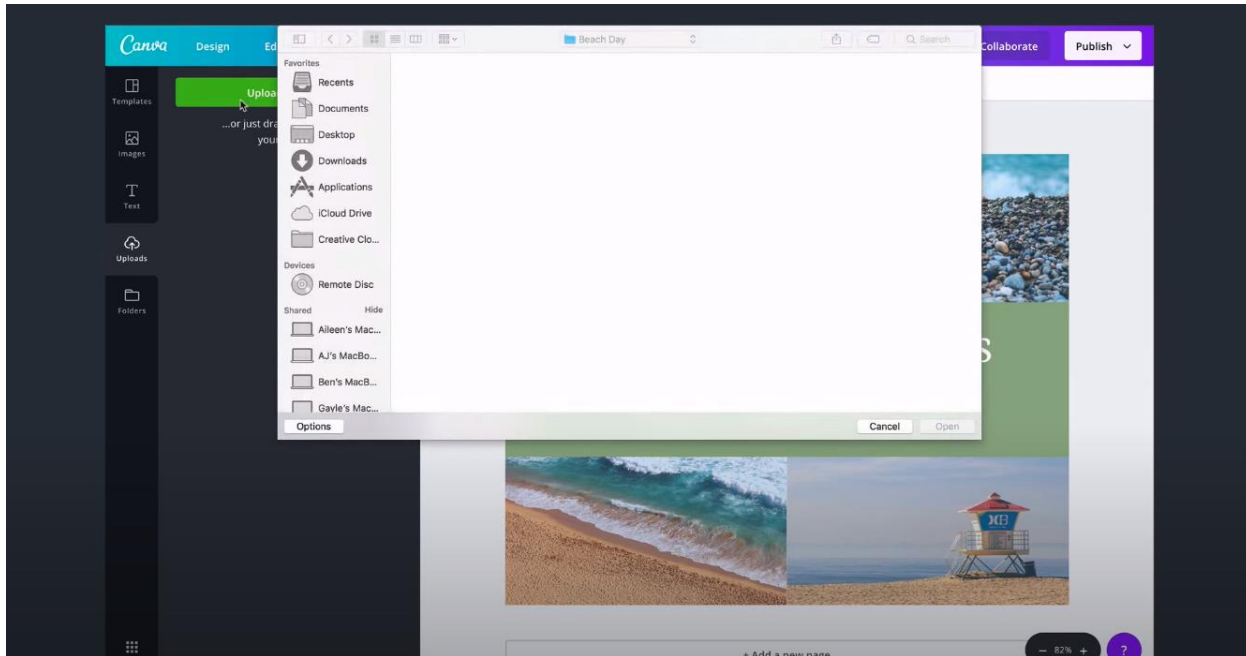 Canva
Design
Ed
Beach Day
Search
Collaborate
Publish
Favorites
Recents
Documents
Desktop
Downloads
Applications
iCloud Drive
Creative Clo...
Devices
Remote Disc
Shared Hide
Aileen's Mac...
AJ's MacBo...
Ben's MacB...
Gayle's Mac...
Options
Cancel
Open
Templates
Images
Text
Uploads
Folders
Uploa
...or just dra
you
S
+ Add a new page
82%
?